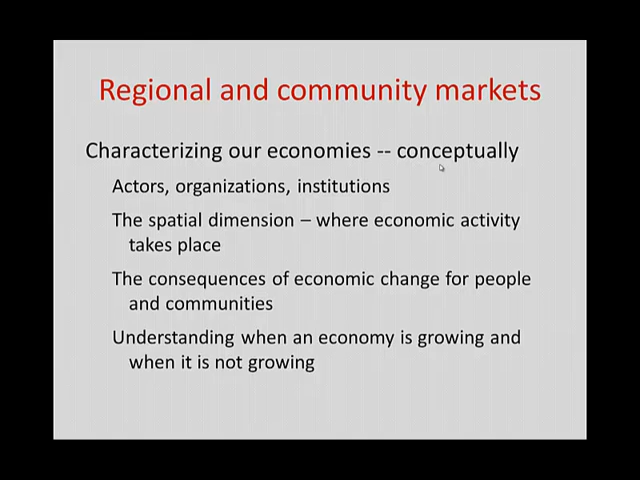 Regional and community markets
Characterizing our economies -- conceptually
Actors, organizations, institutions
The spatial dimension – where economic activity
takes place
The consequences of economic change for people
and communities
Understanding when an economy is growing and
when it is not growing